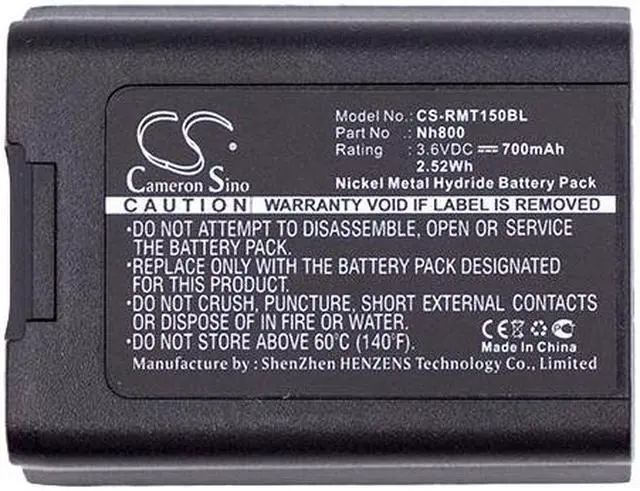 Model No.: CS-RMT150BL
Part No : Nh800
Rating : 3.6VDC 700mAh
2.52Wh
Nickel Metal Hydride Battery Pack
CS
Cameron Sino
CAUTION WARRANTY VOID IF LABEL IS REMOVED
•DO NOT ATTEMPT TO DISASSEMBLE, OPEN OR SERVICE
THE BATTERY PACK.
•REPLACE ONLY WITH THE BATTERY PACK DESIGNATED
FOR THIS PRODUCT.
•DO NOT CRUSH, PUNCTURE, SHORT EXTERNAL CONTACTS
OR DISPOSE OF IN FIRE OR WATER.
•DO NOT STORE ABOVE 60℃ (140℉).
CE
Made In China
Manufacture by : ShenZhen HENZENS Technology Co., Limited